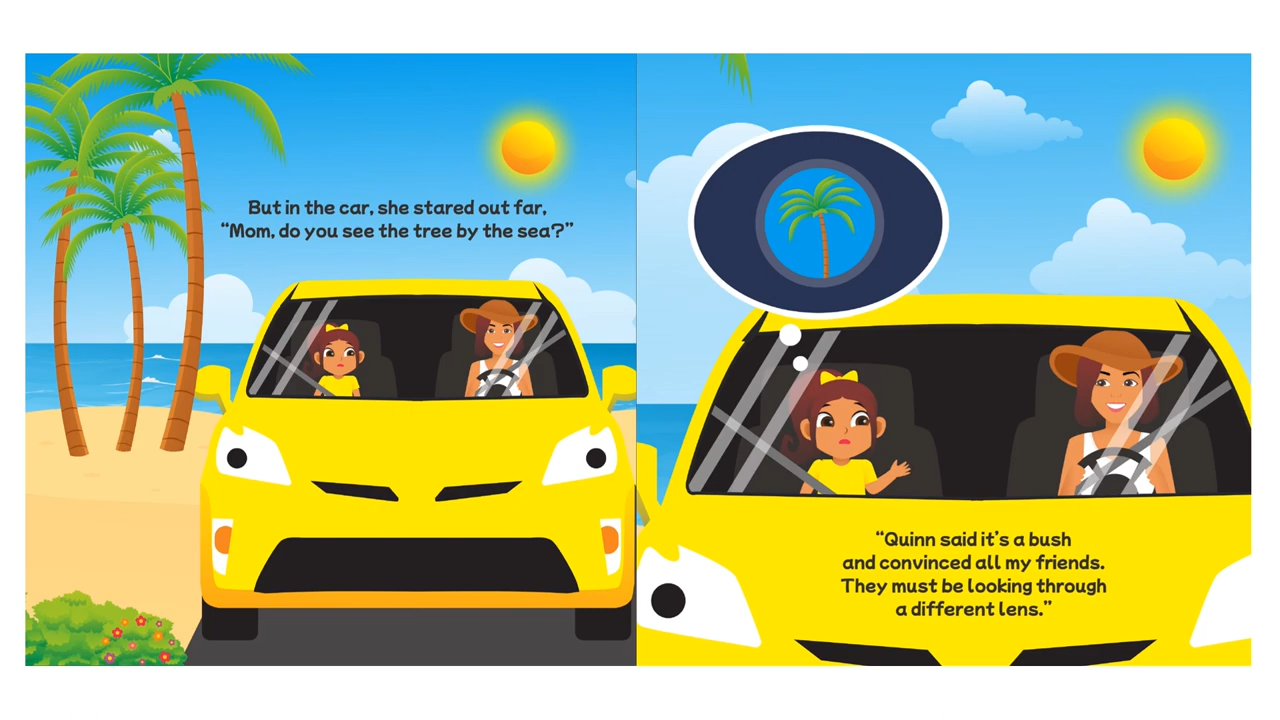 But in the car, she stared out far,
“Mom, do you see the tree by the sea?”
“Quinn said it’s a bush
and convinced all my friends.
They must be looking through
a different lens.”